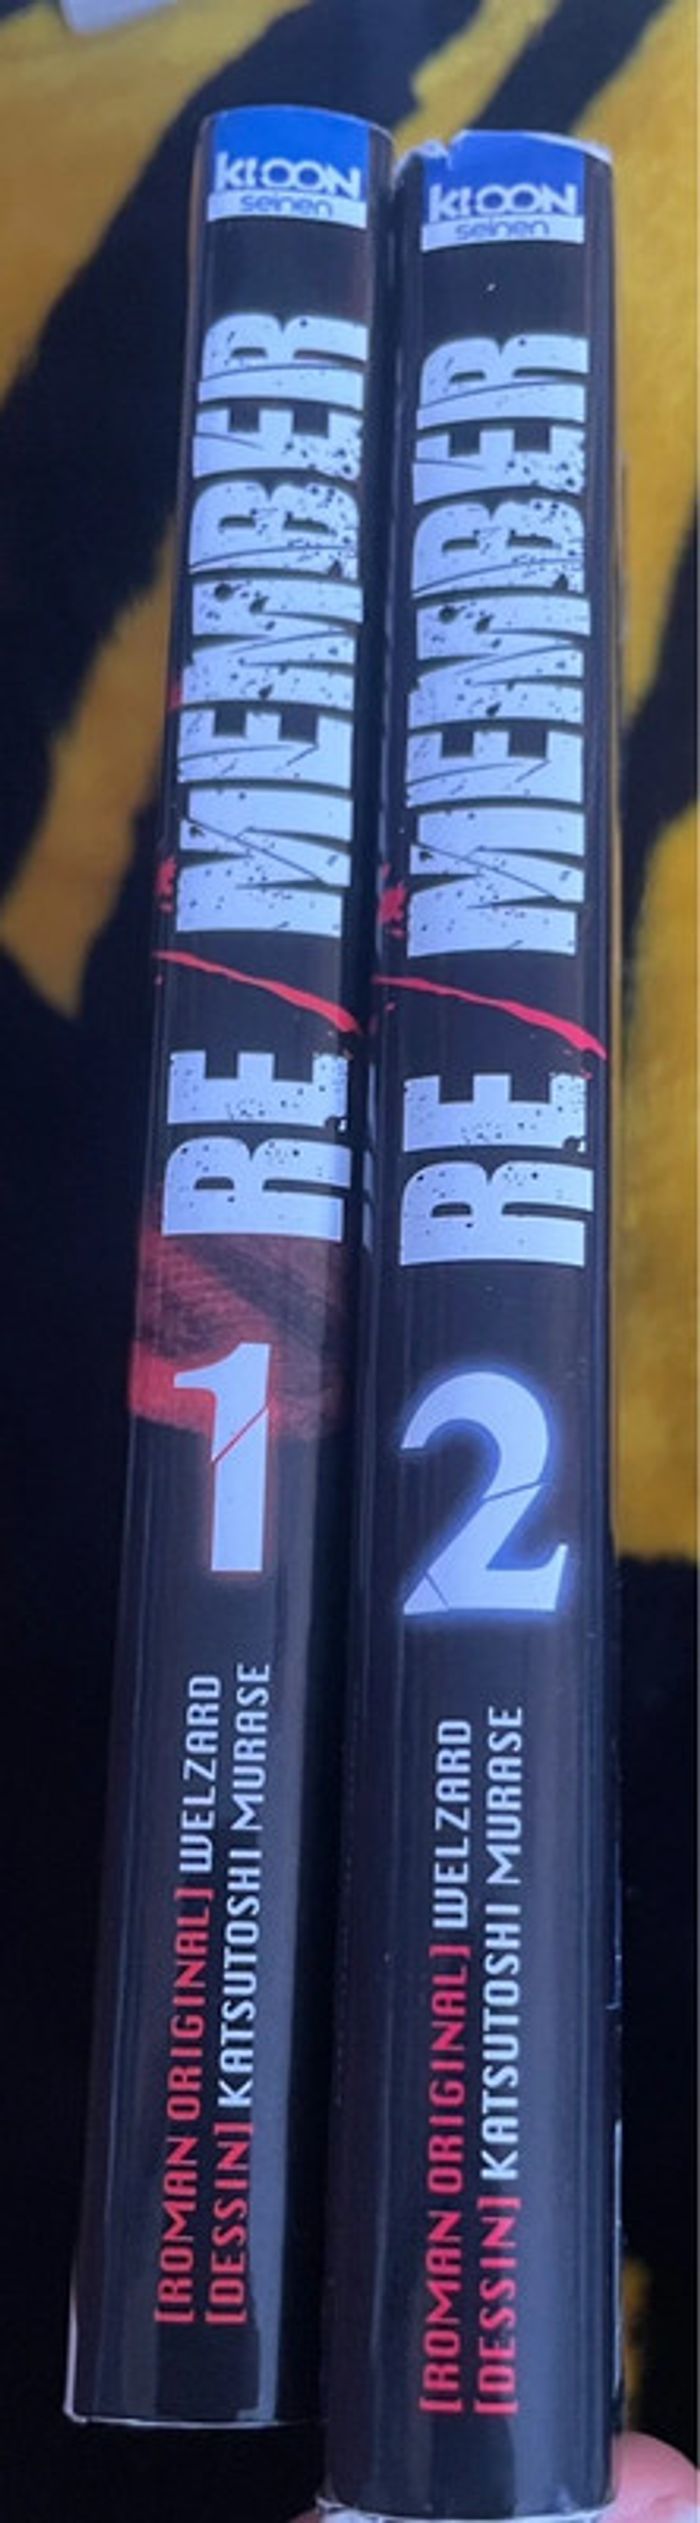 KI-OON
seinen
RE/MEMBER
1
[ROMAN ORIGINAL] WELZARD
[DESSIN] KATSUTOSHI MURASE
KI-OON
seinen
RE/MEMBER
2
[ROMAN ORIGINAL] WELZARD
[DESSIN] KATSUTOSHI MURASE